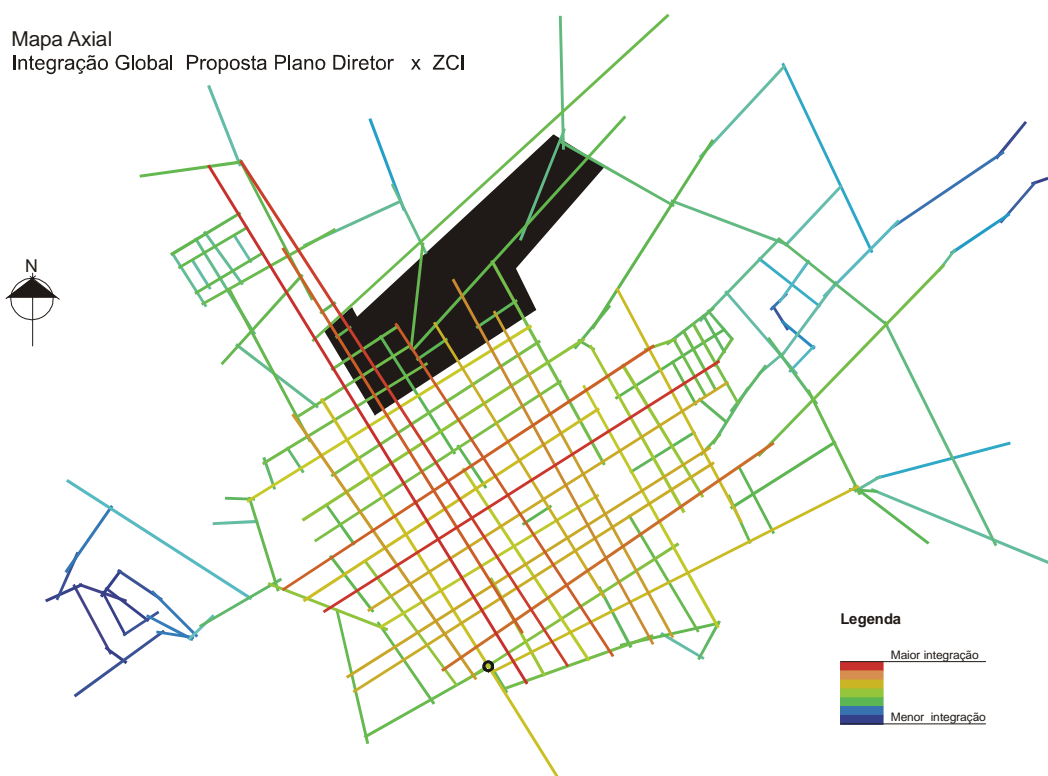 Mapa Axial
Integração Global Proposta Plano Diretor x ZCI
N
Legenda
Maior integração
Menor integração